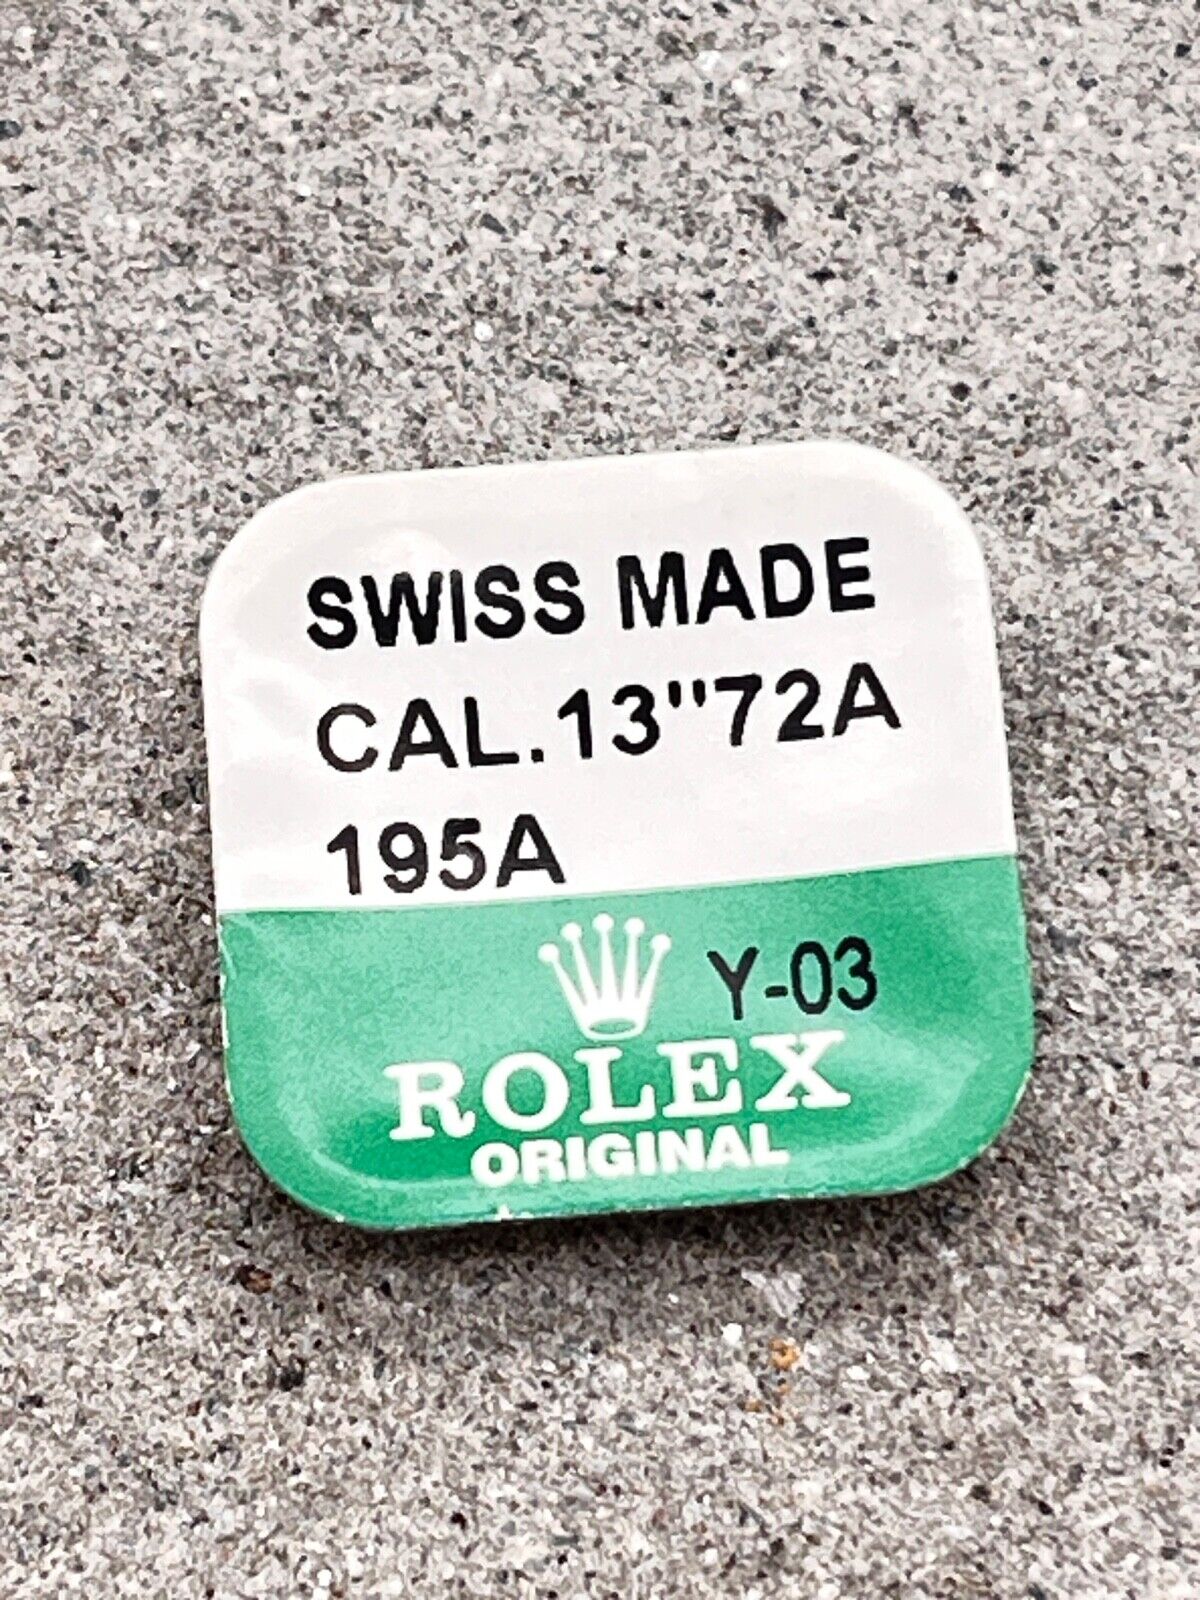 SWISS MADE
CAL.13"72A
195A
Y-03
ROLEX
ORIGINAL